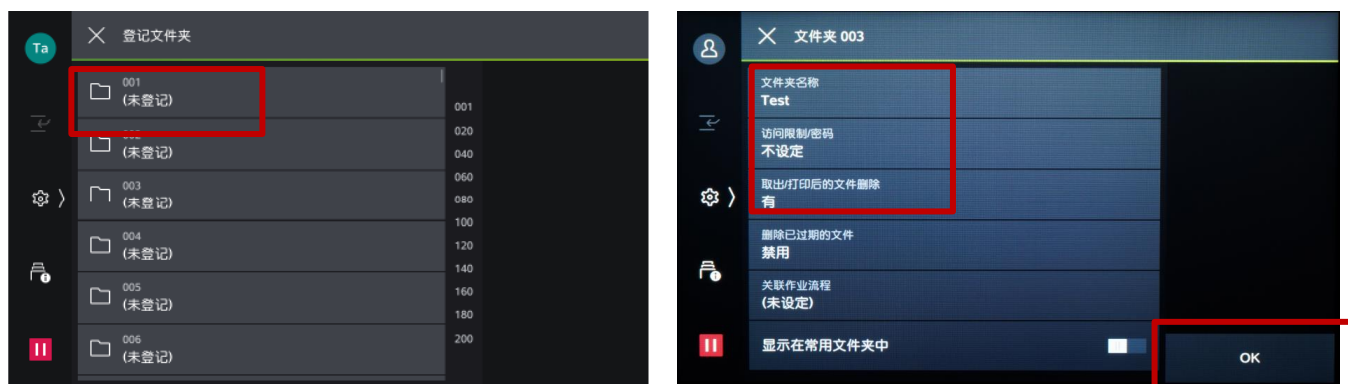 Ta
登记文件夹
001
(未登记)
(未登记)
003
(未登记)
004
(未登记)
005
(未登记)
006
(未登记)
001
020
040
060
080
100
120
140
160
180
200
文件夹 003
文件夹名称
Test
访问限制/密码
不设定
取出/打印后的文件删除
有
删除已过期的文件
禁用
关联作业流程
(未设定)
显示在常用文件夹中
OK